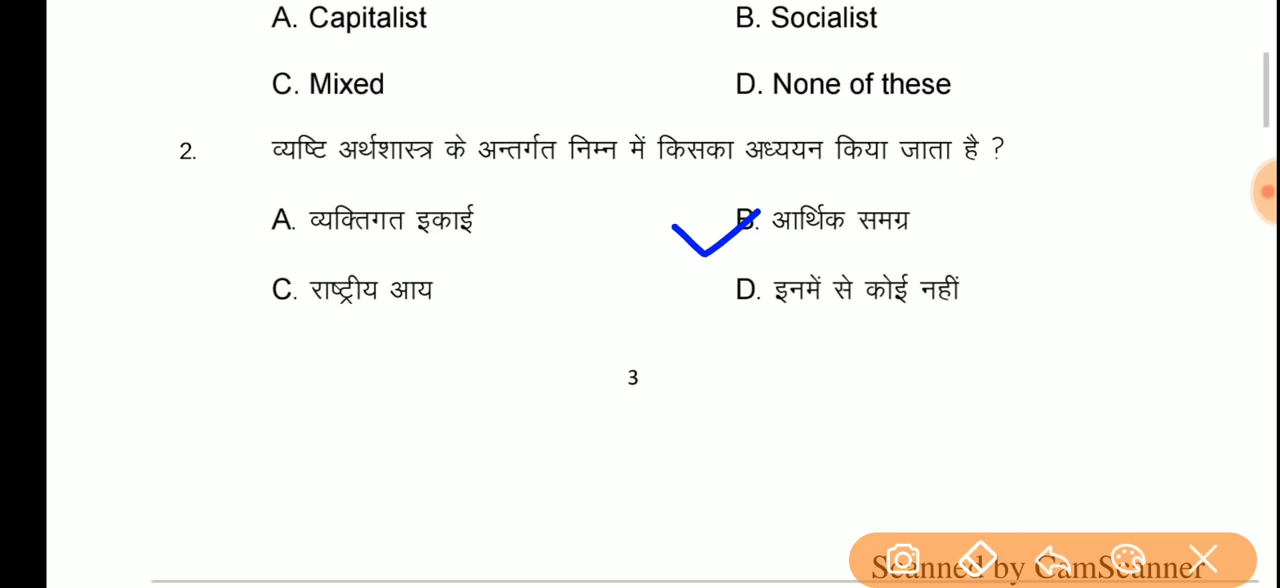 A. Capitalist B. Socialist
C. Mixed D. None of these
2. व्यष्टि अर्थशास्त्र के अन्तर्गत निम्न में किसका अध्ययन किया जाता है ?
A. व्यक्तिगत इकाई B. आर्थिक समग्र
C. राष्ट्रीय आय D. इनमें से कोई नहीं
3
Scanned by CamScanner